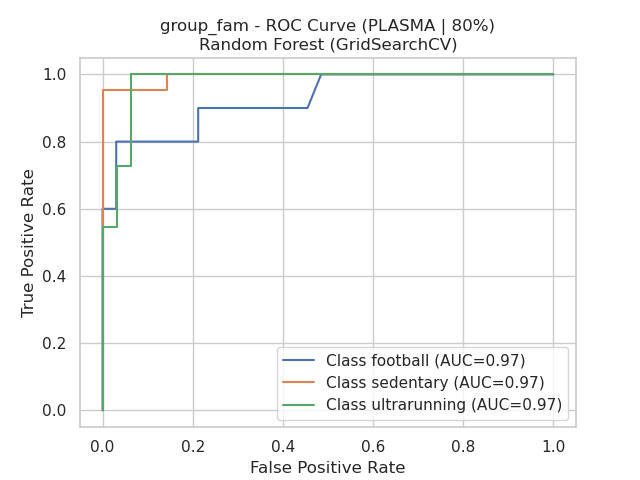 group_fam - ROC Curve (PLASMA | 80%)
Random Forest (GridSearchCV)
True Positive Rate
1.0
0.8
0.6
0.4
0.2
0.0
Class football (AUC=0.97)
Class sedentary (AUC=0.97)
Class ultrarunning (AUC=0.97)
0.0 0.2 0.4 0.6 0.8 1.0
False Positive Rate